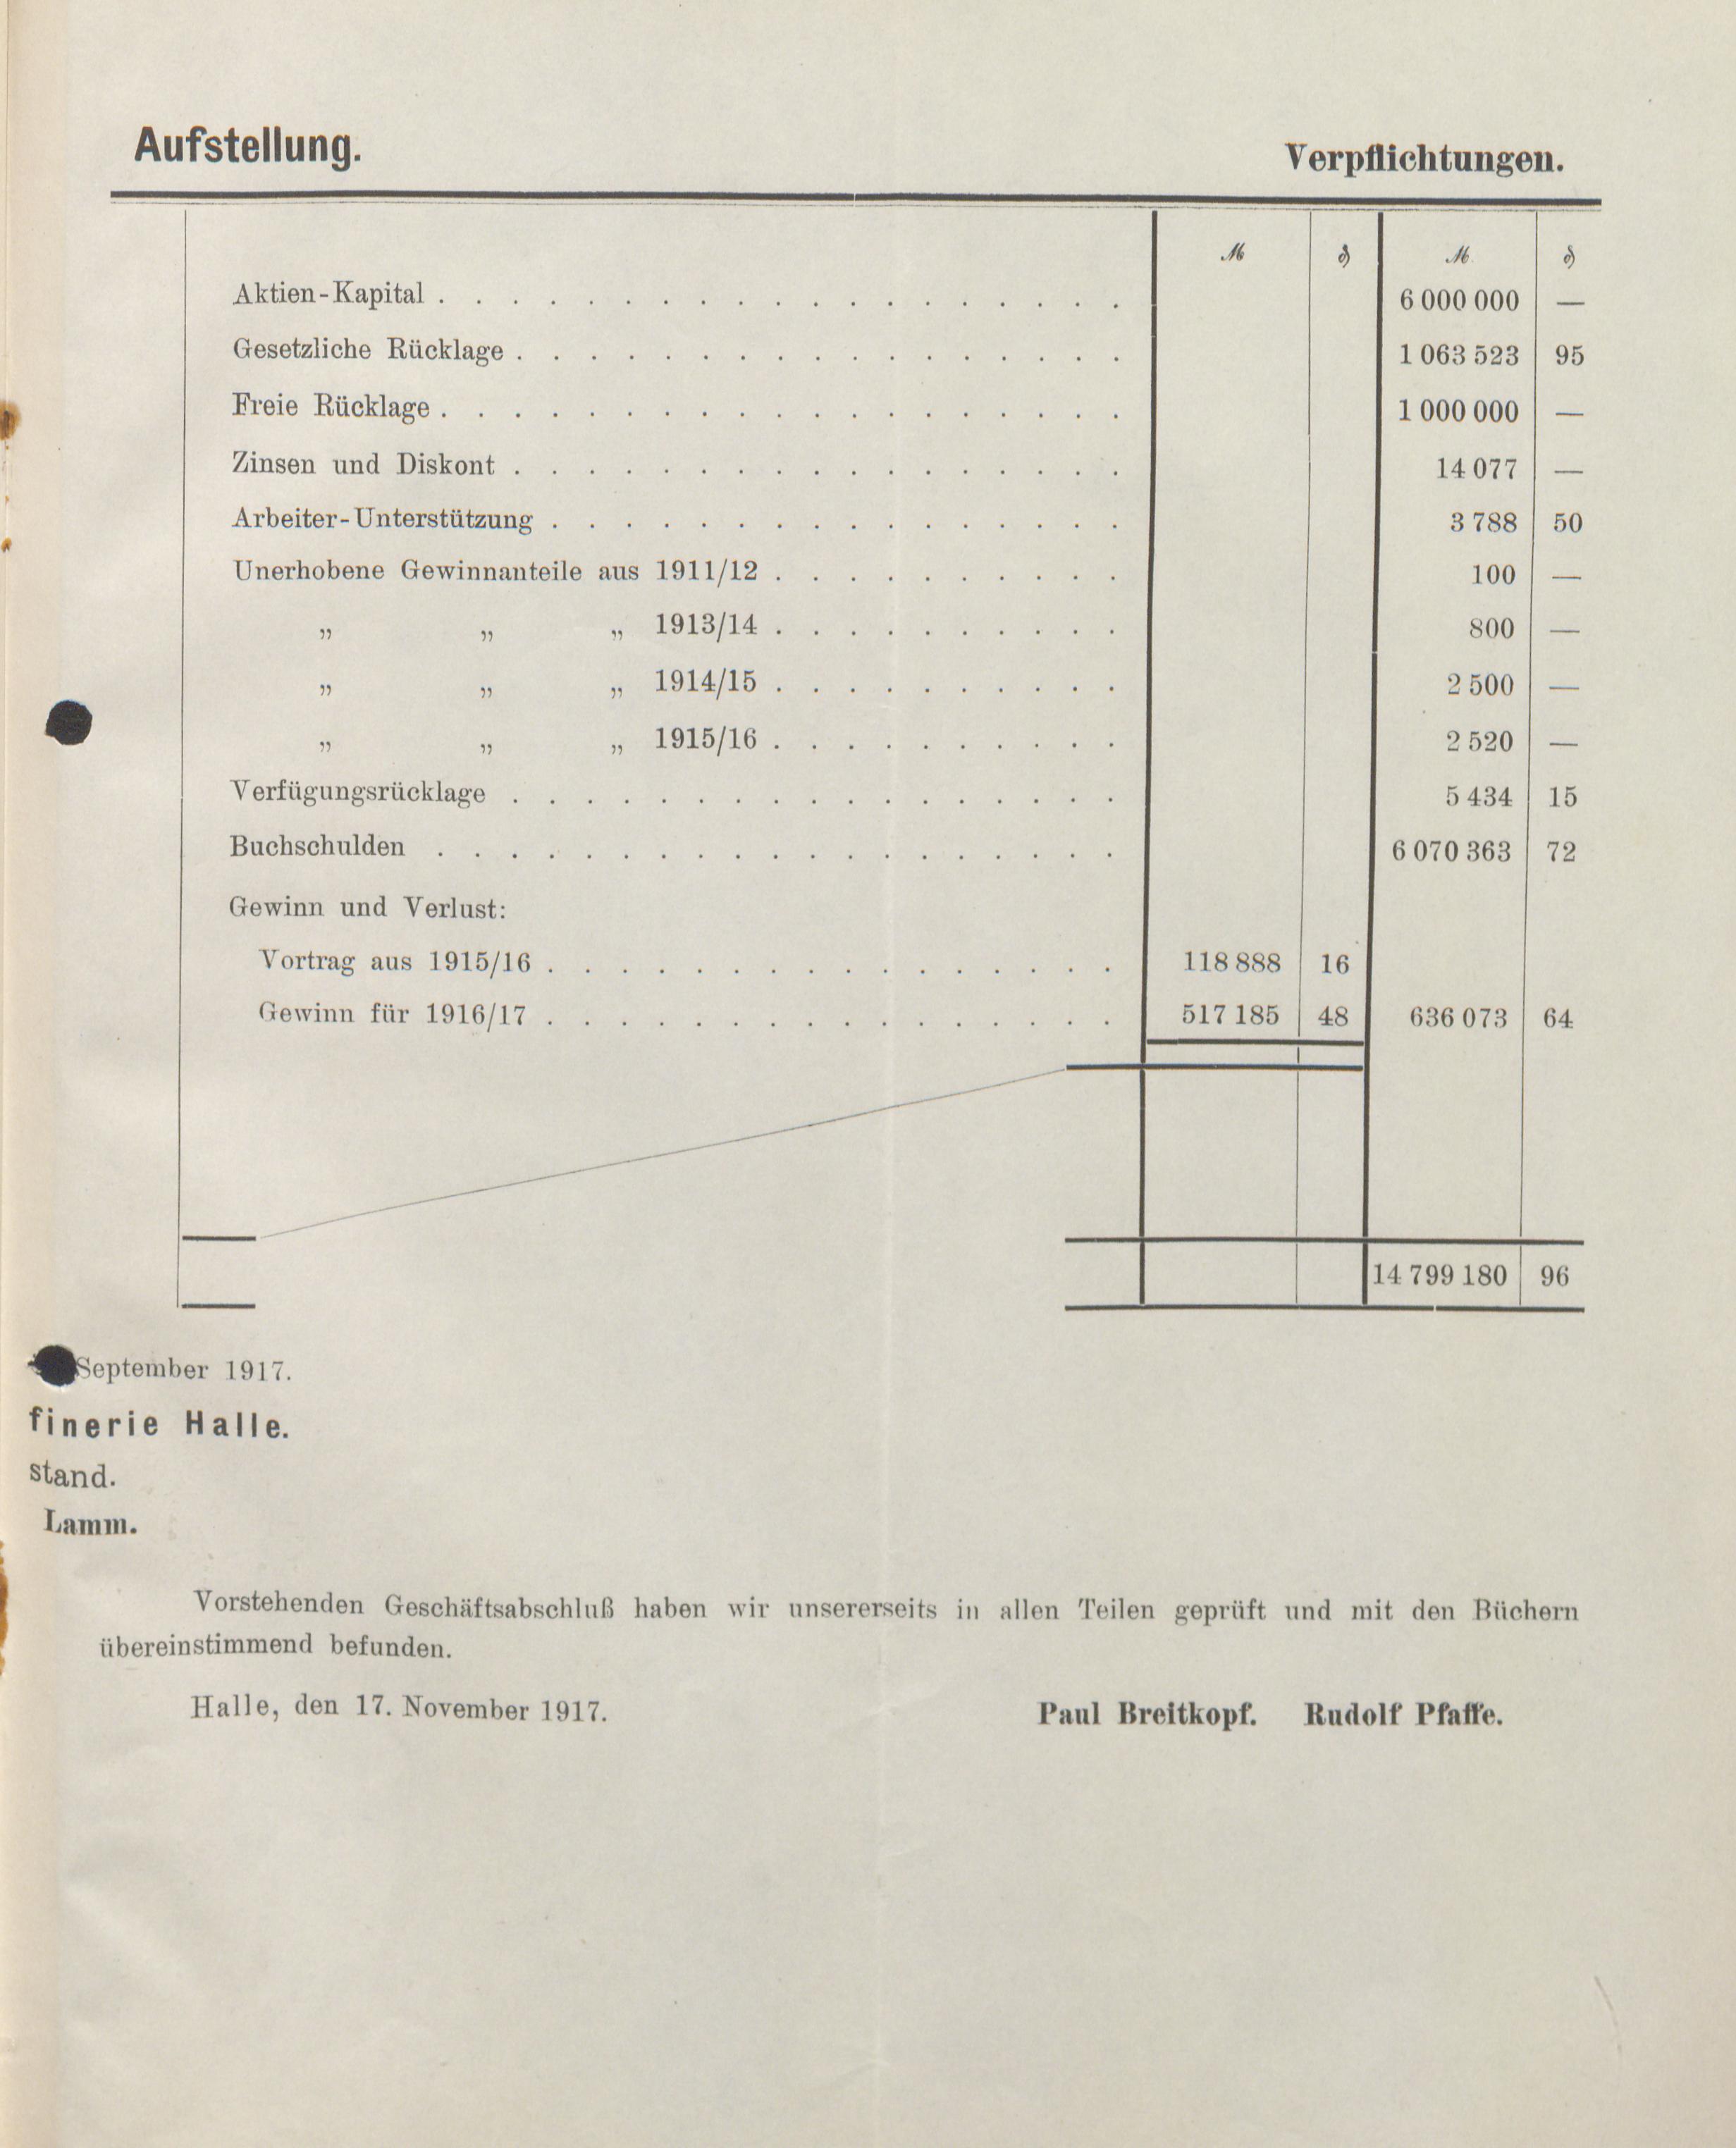 Aufstellung. Verpflichtungen.
ℳ ₰ ℳ ₰
Aktien-Kapital . . . . . . . . . . . . . . . . . . . 6 000 000 —
Gesetzliche Rücklage . . . . . . . . . . . . . . . . . 1 063 523 95
Freie Rücklage . . . . . . . . . . . . . . . . . . . 1 000 000 —
Zinsen und Diskont . . . . . . . . . . . . . . . . . 14 077 —
Arbeiter-Unterstützung . . . . . . . . . . . . . . . . 3 788 50
Unerhobene Gewinnanteile aus 1911/12 . . . . . . . . . . 100 —
„ „ „ 1913/14 . . . . . . . . . . 800 —
„ „ „ 1914/15 . . . . . . . . . . 2 500 —
„ „ „ 1915/16 . . . . . . . . . . 2 520 —
Verfügungsrücklage . . . . . . . . . . . . . . . . . 5 434 15
Buchschulden . . . . . . . . . . . . . . . . . . . 6 070 363 72
Gewinn und Verlust:
Vortrag aus 1915/16 . . . . . . . . . . . . . . . . 118 888 16
Gewinn für 1916/17 . . . . . . . . . . . . . . . . 517 185 48 636 073 64
14 799 180 96
September 1917.
finerie Halle.
stand.
Lamm.
Vorstehenden Geschäftsabschluß haben wir unsererseits in allen Teilen geprüft und mit den Büchern
übereinstimmend befunden.
Halle, den 17. November 1917. Paul Breitkopf. Rudolf Pfaffe.